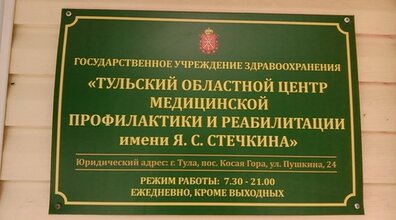 ГОСУДАРСТВЕННОЕ УЧРЕЖДЕНИЕ ЗДРАВООХРАНЕНИЯ
«ТУЛЬСКИЙ ОБЛАСТНОЙ ЦЕНТР
МЕДИЦИНСКОЙ
ПРОФИЛАКТИКИ И РЕАБИЛИТАЦИИ
имени Я. С. СТЕЧКИНА»
Юридический адрес: г. Тула, пос. Косая Гора, ул. Пушкина, 24
РЕЖИМ РАБОТЫ: 7.30 - 21.00
ЕЖЕДНЕВНО, КРОМЕ ВЫХОДНЫХ